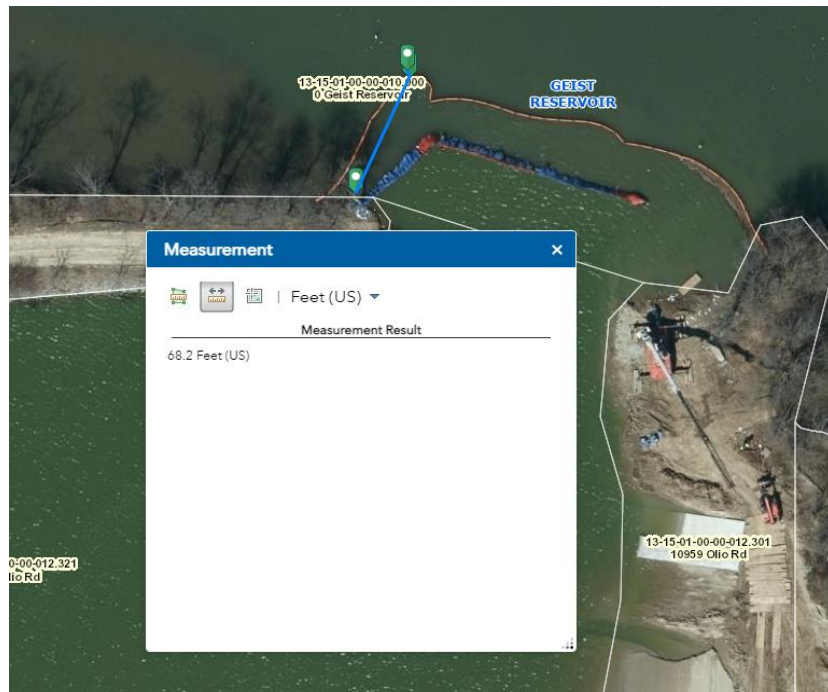 13-15-01-00-00-010.000
0 Geist Reservoir
GEIST
RESERVOIR
Measurement
Feet (US)
Measurement Result
68.2 Feet (US)
13-15-01-00-00-012.301
10959 Olio Rd
0-00-012.321
lio Rd